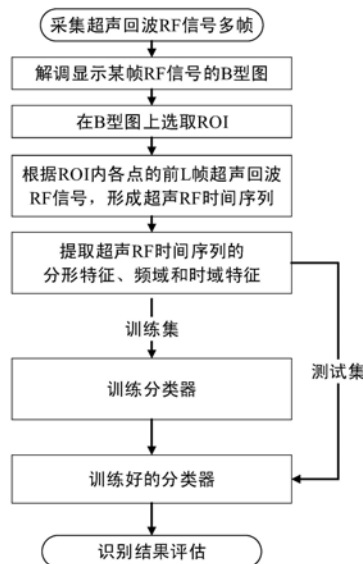 采集超声回波RF信号多帧
解调显示某帧RF信号的B型图
在B型图上选取ROI
根据ROI内各点的前L帧超声回波
RF信号，形成超声RF时间序列
提取超声RF时间序列的
分形特征、频域和时域特征
训练集
测试集
训练分类器
训练好的分类器
识别结果评估